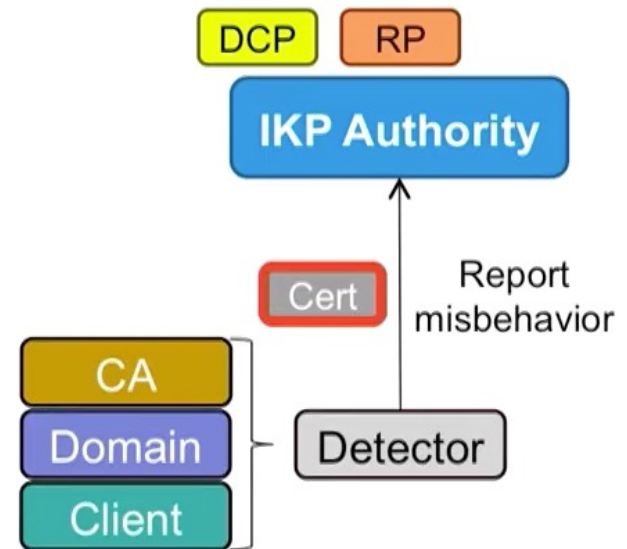 DCP RP
IKP Authority
Cert
Report
misbehavior
CA
Domain
Client
Detector